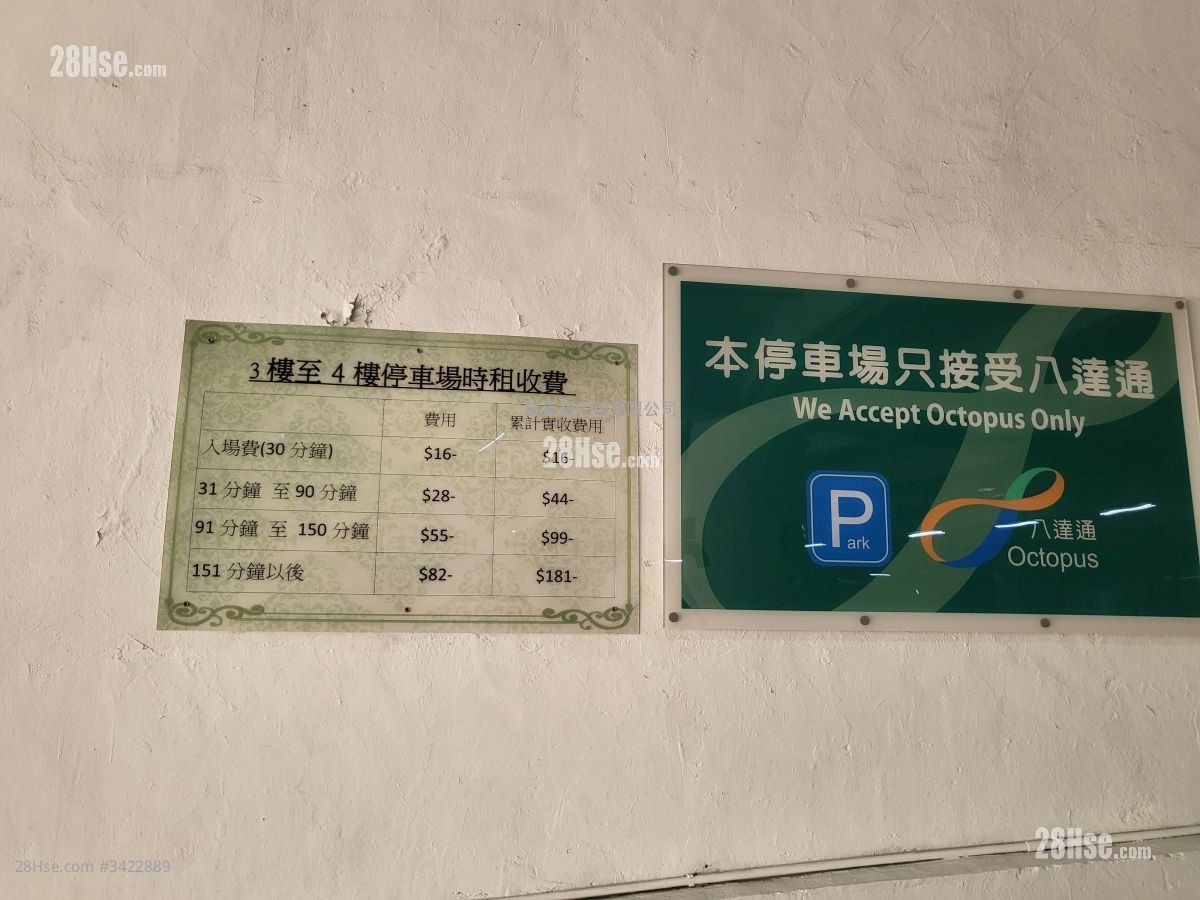 28Hse.com
3 樓至 4 樓停車場時租收費
費用 累計實收費用
入場費(30 分鐘) $16- $16-
31 分鐘 至 90 分鐘 $28- $44-
91 分鐘 至 150 分鐘 $55- $99-
151 分鐘以後 $82- $181-
28Hse.com
本停車場只接受八達通
We Accept Octopus Only
Park
八達通
Octopus
28Hse.com #3422889
28Hse.com